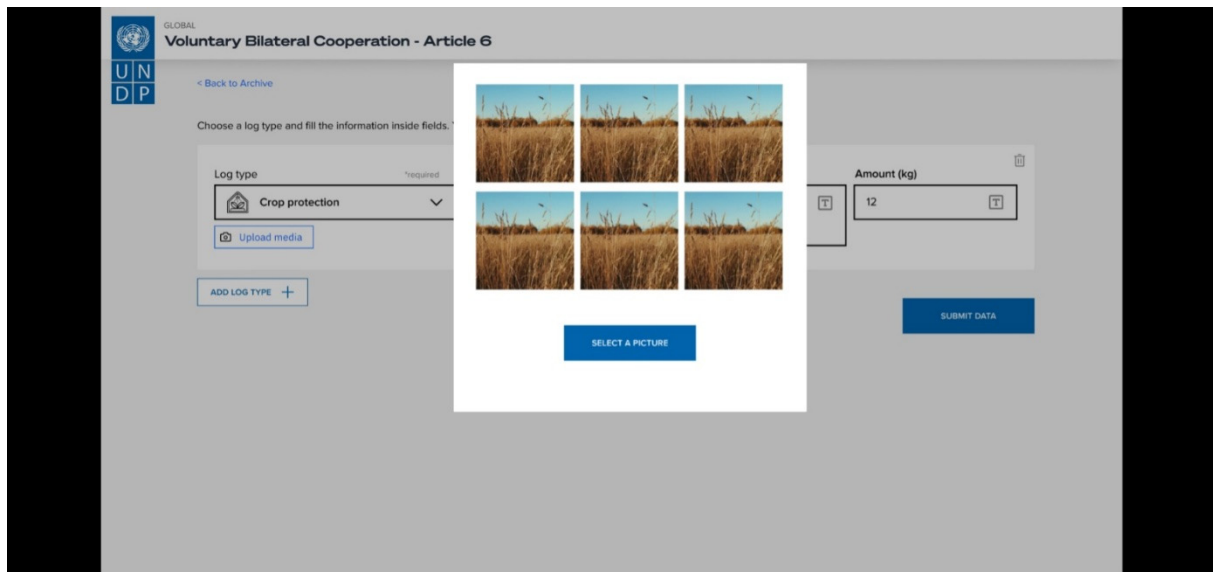 GLOBAL
Voluntary Bilateral Cooperation - Article 6
U N
D P
< Back to Archive
Choose a log type and fill the information inside fields.
Log type *required
Amount (kg)
Crop protection
T
12
T
Upload media
ADD LOG TYPE +
SUBMIT DATA
SELECT A PICTURE